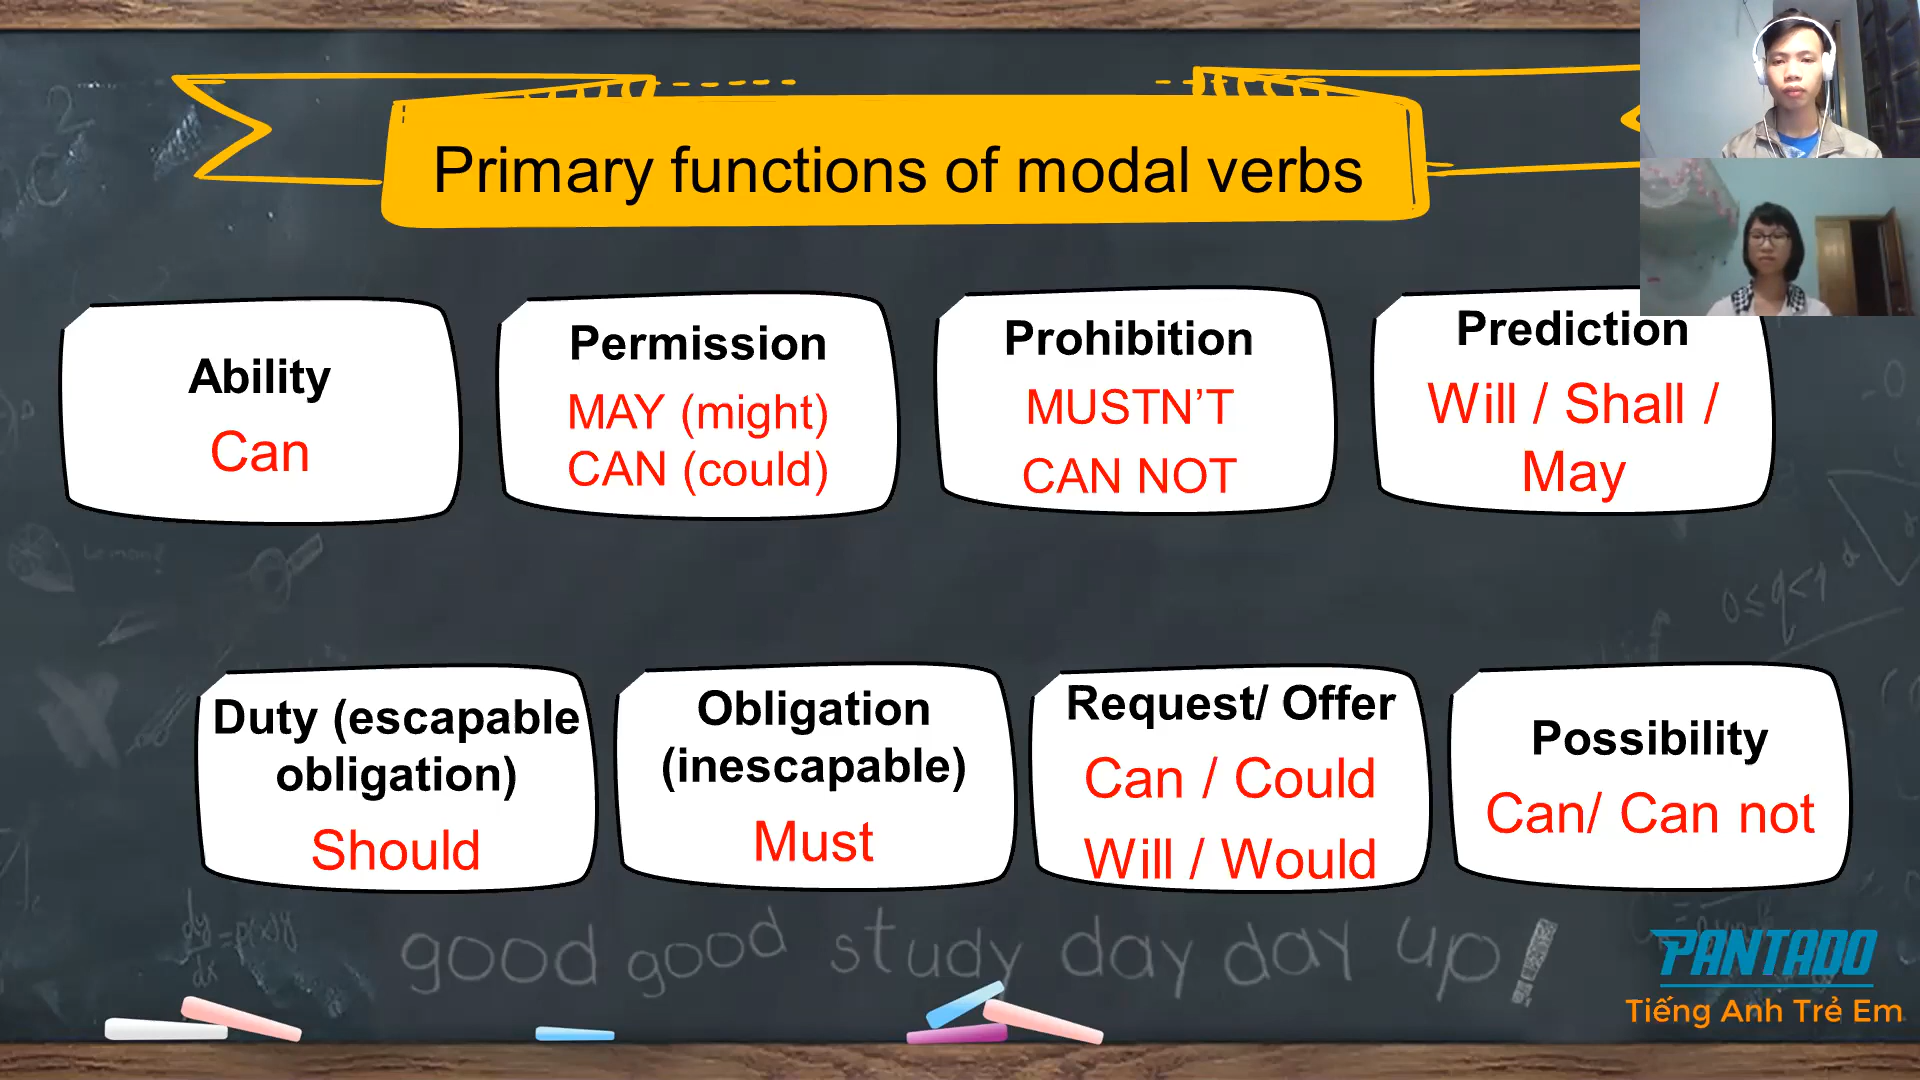 Primary functions of modal verbs
Ability
Can
Permission
MAY (might)
CAN (could)
Prohibition
MUSTN'T
CAN NOT
Prediction
Will / Shall /
May
Duty (escapable
obligation)
Should
Obligation
(inescapable)
Must
Request/ Offer
Can / Could
Will / Would
Possibility
Can/ Can not
good good study day day up!
0≤q<1
PANTADO
Tiếng Anh Trẻ Em